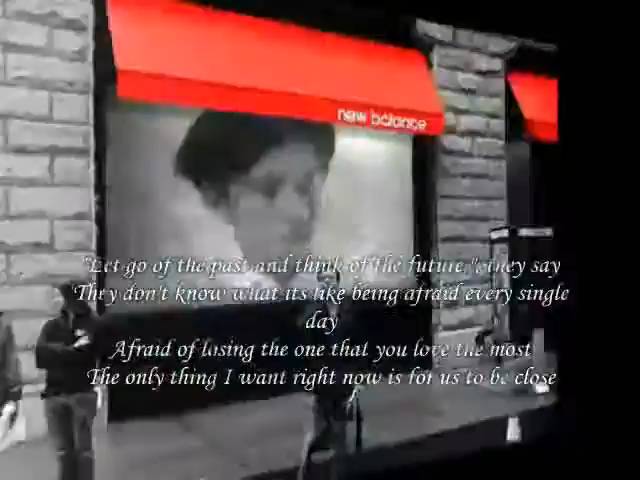 new balance
"Let go of the past and think of the future," they say
They don't know what its like being afraid every single
day
Afraid of losing the one that you love the most
The only thing I want right now is for us to be close